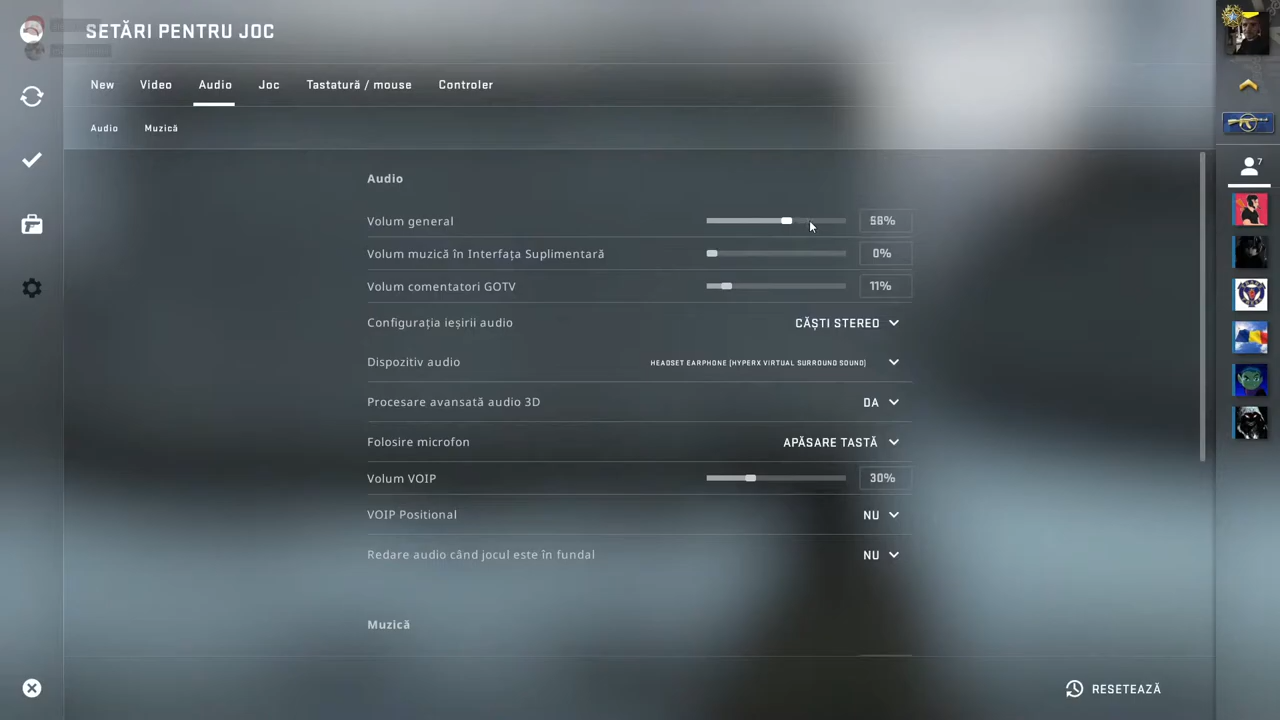 SETĂRI PENTRU JOC
New Video Audio Joc Tastatură / mouse Controler
Audio Muzică
7
Audio
Volum general 58%
Volum muzică în Interfața Suplimentară 0%
Volum comentatori GOTV 11%
Configurația ieșirii audio CĂȘTI STEREO
Dispozitiv audio HEADSET EARPHONE (HYPERX VIRTUAL SURROUND SOUND)
Procesare avansată audio 3D DA
Folosire microfon APĂSARE TASTĂ
Volum VOIP 30%
VOIP Positional NU
Redare audio când jocul este în fundal NU
Muzică
RESETEAZĂ